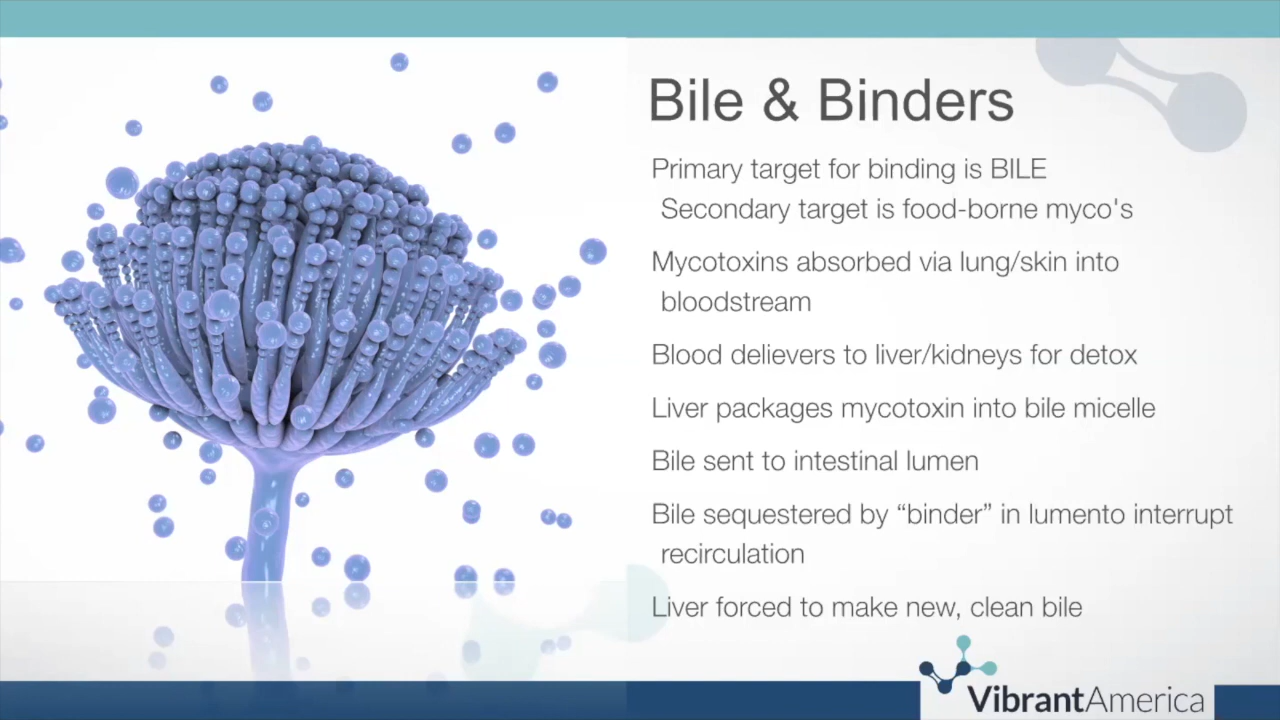 Bile & Binders
Primary target for binding is BILE
Secondary target is food-borne myco's
Mycotoxins absorbed via lung/skin into
bloodstream
Blood delievers to liver/kidneys for detox
Liver packages mycotoxin into bile micelle
Bile sent to intestinal lumen
Bile sequestered by “binder” in lumento interrupt
recirculation
Liver forced to make new, clean bile
VibrantAmerica